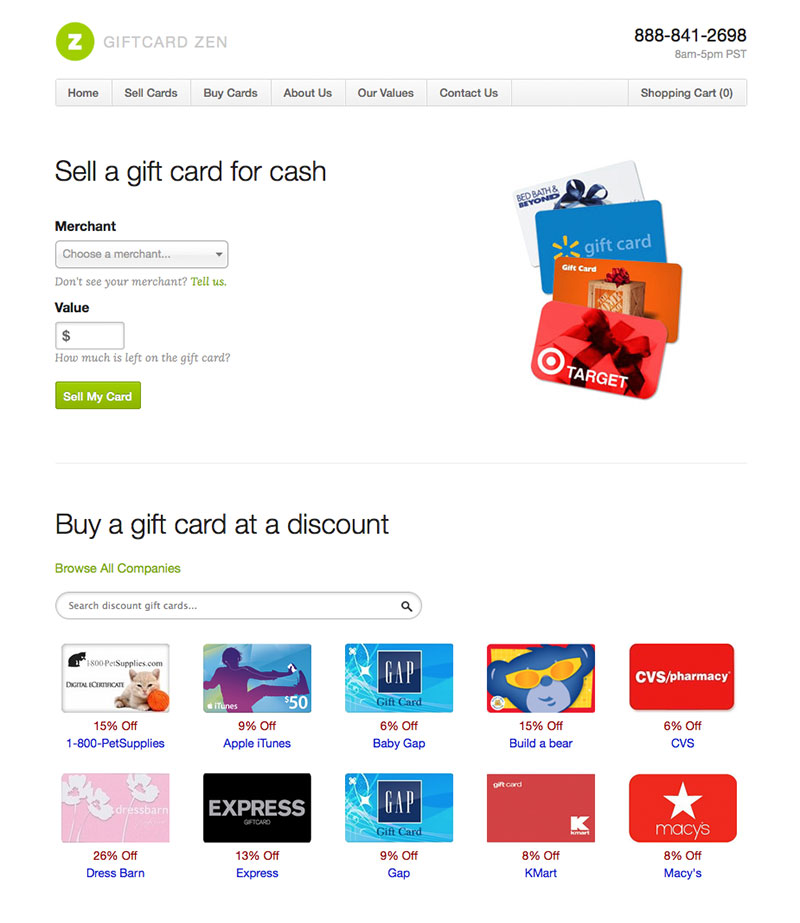 Z GIFTCARD ZEN
888-841-2698
8am-5pm PST
Home Sell Cards Buy Cards About Us Our Values Contact Us Shopping Cart (0)
Sell a gift card for cash
Merchant
Choose a merchant...
Don't see your merchant? Tell us.
Value
$
How much is left on the gift card?
Sell My Card
BED BATH &
BEYOND
gift card
Gift Card
THE HOME
TARGET
Buy a gift card at a discount
Browse All Companies
Search discount gift cards...
1-800-PetSupplies.com
DIGITAL ECERTIFICATE
15% Off
1-800-PetSupplies
iTunes
$50
9% Off
Apple iTunes
GAP
Gift Card
6% Off
Baby Gap
15% Off
Build a bear
CVS/pharmacy
6% Off
CVS
dressbarn
26% Off
Dress Barn
EXPRESS
GIFTCARD
13% Off
Express
GAP
Gift Card
9% Off
Gap
gift card
K
kmart
8% Off
KMart
macy's
8% Off
Macy's